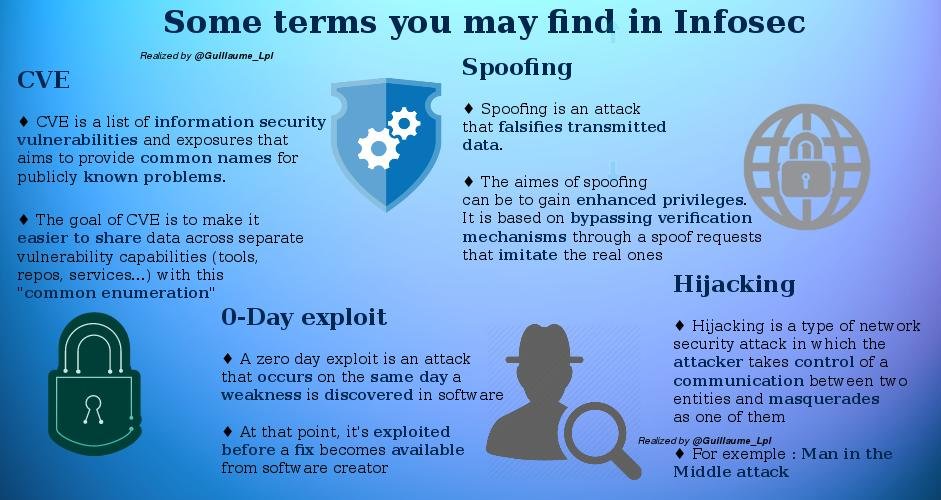 Some terms you may find in Infosec
Realized by @Guillaume_Lpl
CVE
♦ CVE is a list of information security
vulnerabilities and exposures that
aims to provide common names for
publicly known problems.
♦ The goal of CVE is to make it
easier to share data across separate
vulnerability capabilities (tools,
repos, services...) with this
"common enumeration"
Spoofing
♦ Spoofing is an attack
that falsifies transmitted
data.
♦ The aimes of spoofing
can be to gain enhanced privileges.
It is based on bypassing verification
mechanisms through a spoof requests
that imitate the real ones
0-Day exploit
♦ A zero day exploit is an attack
that occurs on the same day a
weakness is discovered in software
♦ At that point, it's exploited
before a fix becomes available
from software creator
Hijacking
♦ Hijacking is a type of network
security attack in which the
attacker takes control of a
communication between two
entities and masquerades
as one of them
Realized by @Guillaume_Lpl
♦ For exemple : Man in the
Middle attack